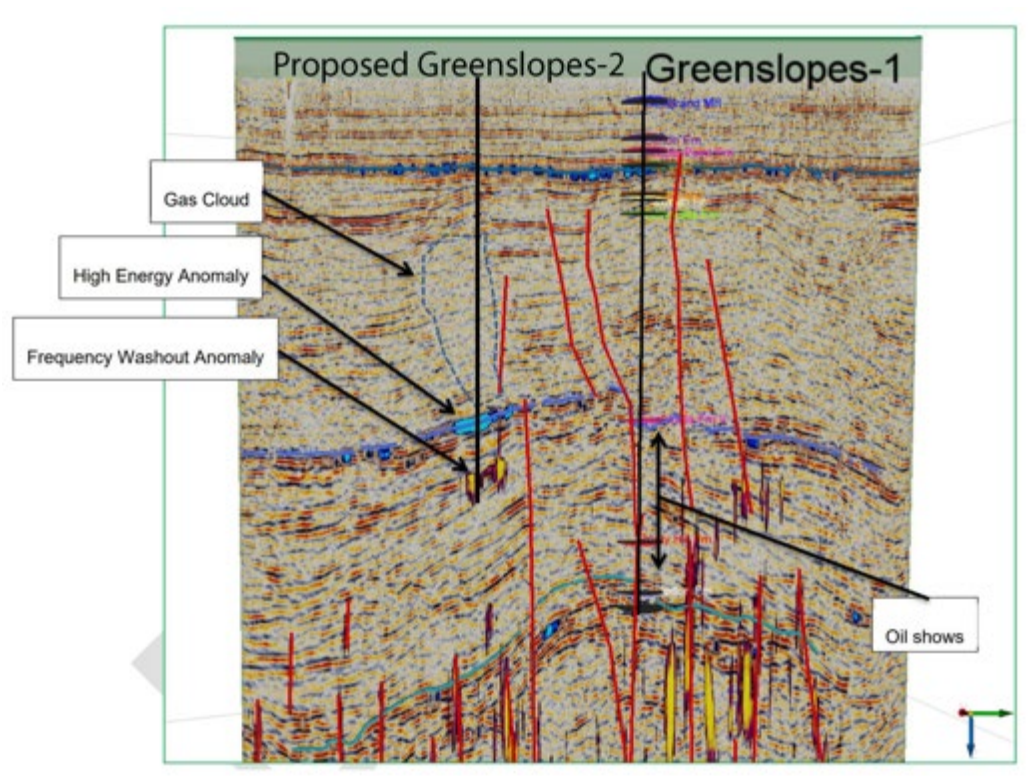 Proposed Greenslopes-2
Greenslopes-1
Gas Cloud
High Energy Anomaly
Frequency Washout Anomaly
Oil shows